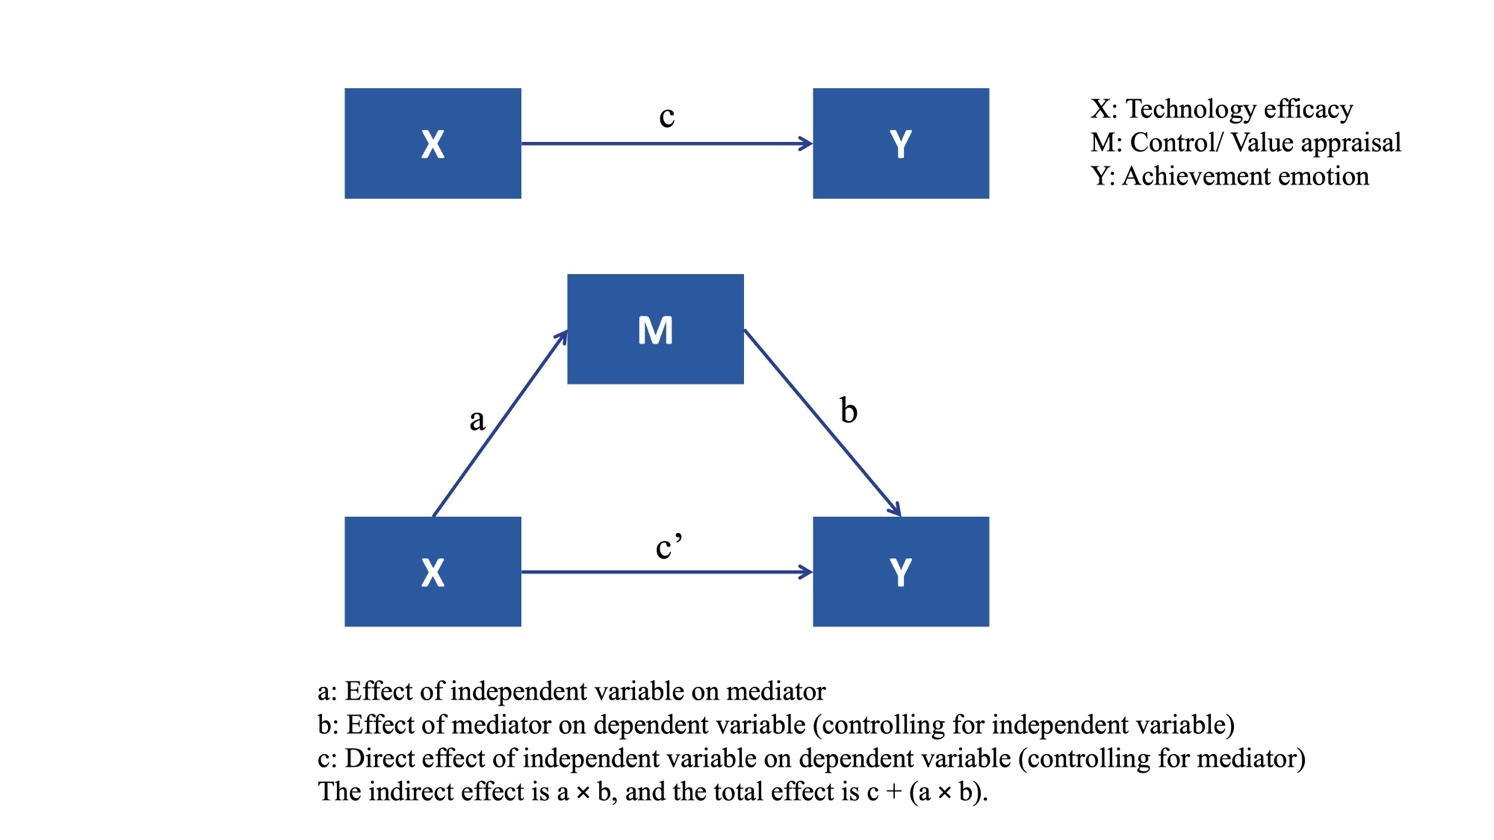 X
c
Y
X: Technology efficacy
M: Control/ Value appraisal
Y: Achievement emotion
M
a
b
X
c’
Y
a: Effect of independent variable on mediator
b: Effect of mediator on dependent variable (controlling for independent variable)
c: Direct effect of independent variable on dependent variable (controlling for mediator)
The indirect effect is a × b, and the total effect is c + (a × b).